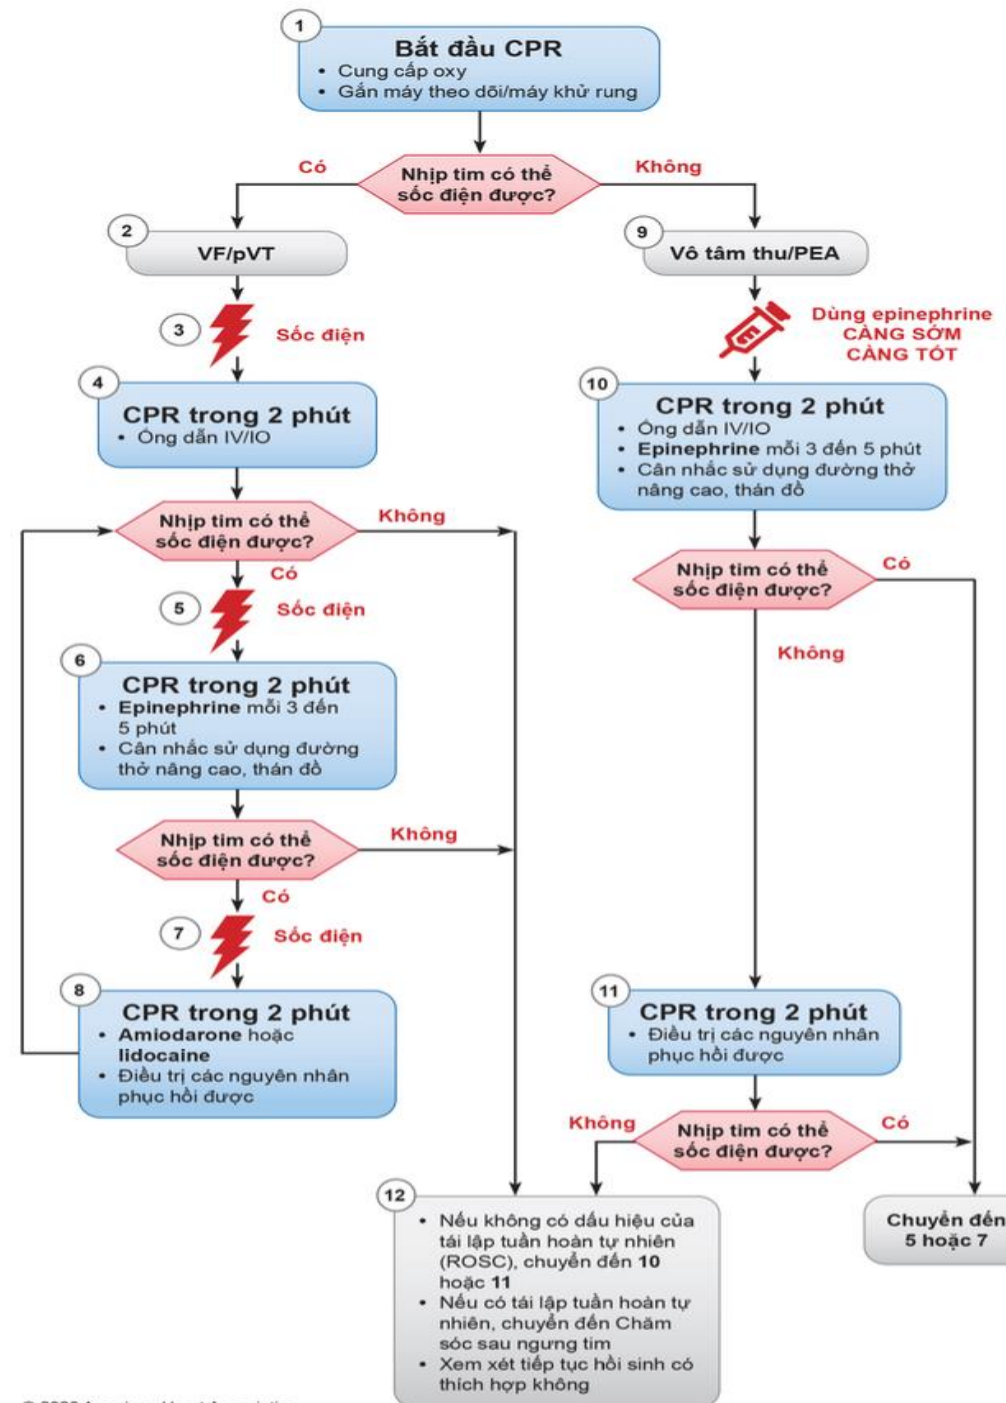 1
Bắt đầu CPR
• Cung cấp oxy
• Gắn máy theo dõi/máy khử rung
Có
Nhịp tim có thể
sốc điện được?
Không
2
VF/pVT
9
Vô tâm thu/PEA
3
Sốc điện
Dùng epinephrine
CÀNG SỚM
CÀNG TỐT
4
CPR trong 2 phút
• Ống dẫn IV/IO
10
CPR trong 2 phút
• Ống dẫn IV/IO
• Epinephrine mỗi 3 đến 5 phút
• Cân nhắc sử dụng đường thở
nâng cao, thán đồ
Nhịp tim có thể
sốc điện được?
Không
Có
Nhịp tim có thể
sốc điện được?
Có
Không
5
Sốc điện
6
CPR trong 2 phút
• Epinephrine mỗi 3 đến
5 phút
• Cân nhắc sử dụng đường
thở nâng cao, thán đồ
Nhịp tim có thể
sốc điện được?
Không
Có
7
Sốc điện
8
CPR trong 2 phút
• Amiodarone hoặc
lidocaine
• Điều trị các nguyên nhân
phục hồi được
11
CPR trong 2 phút
• Điều trị các nguyên nhân
phục hồi được
Không
Nhịp tim có thể
sốc điện được?
Có
12
• Nếu không có dấu hiệu của
tái lập tuần hoàn tự nhiên
(ROSC), chuyển đến 10
hoặc 11
• Nếu có tái lập tuần hoàn tự
nhiên, chuyển đến Chăm
sóc sau ngưng tim
• Xem xét tiếp tục hồi sinh có
thích hợp không
Chuyển đến
5 hoặc 7